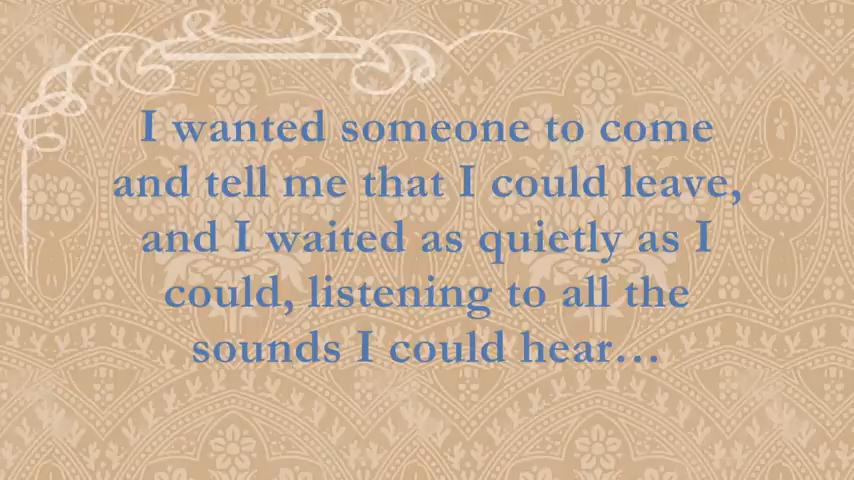 I wanted someone to come
and tell me that I could leave,
and I waited as quietly as I
could, listening to all the
sounds I could hear…